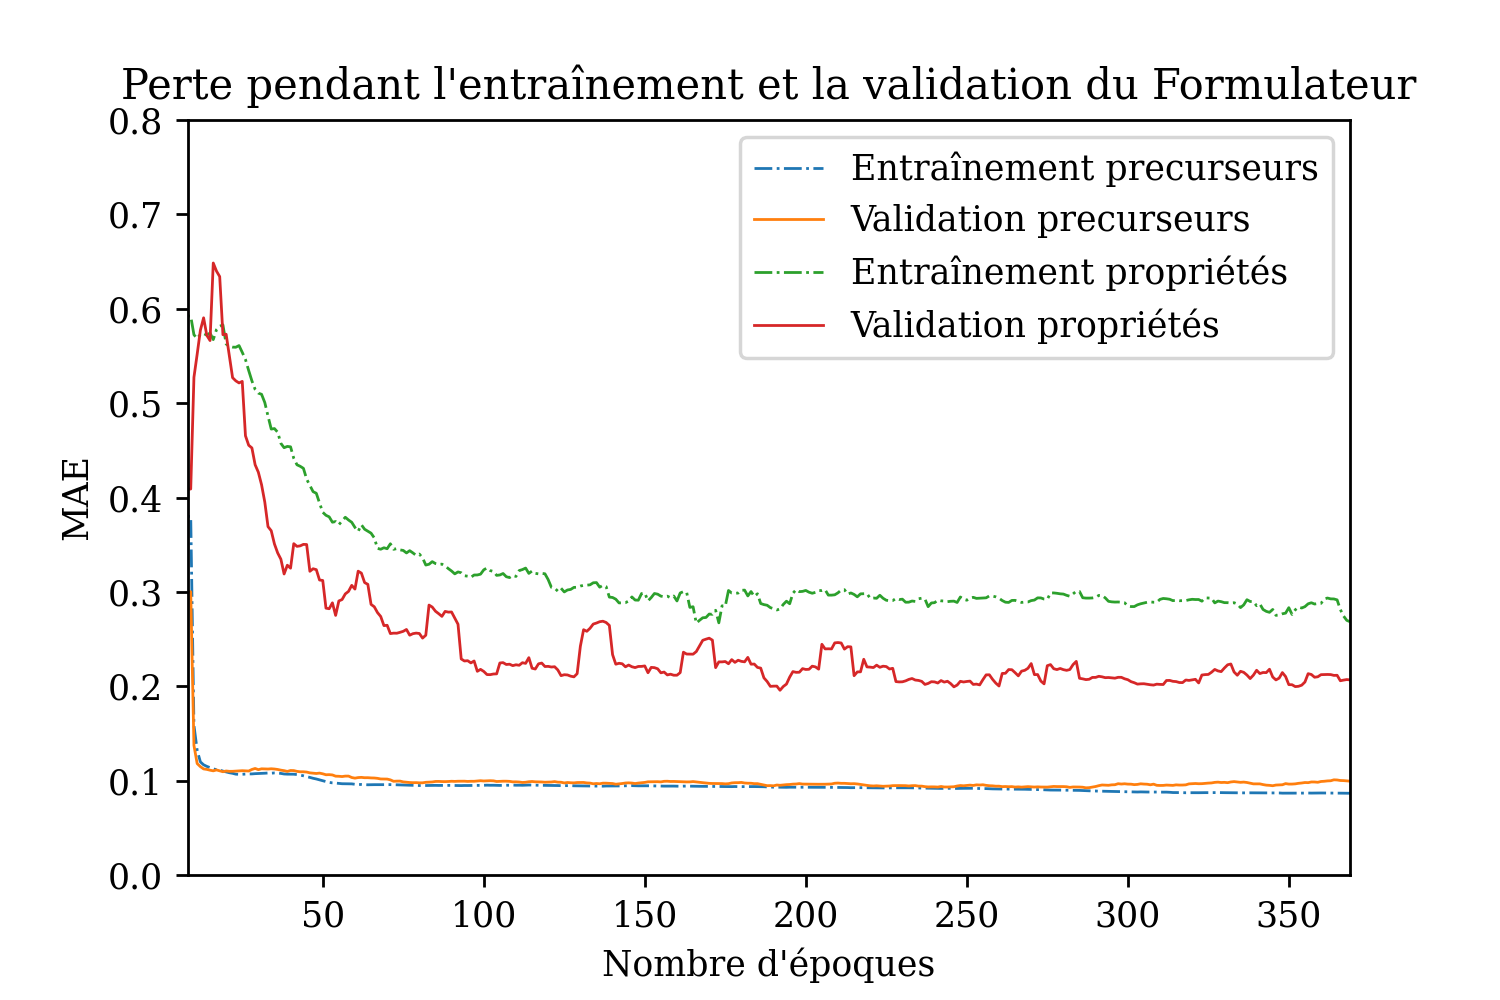 Perte pendant l'entraînement et la validation du Formulateur
0.8
0.7
0.6
0.5
0.4
0.3
0.2
0.1
0.0
MAE
Entraînement precurseurs
Validation precurseurs
Entraînement propriétés
Validation propriétés
50 100 150 200 250 300 350
Nombre d'époques